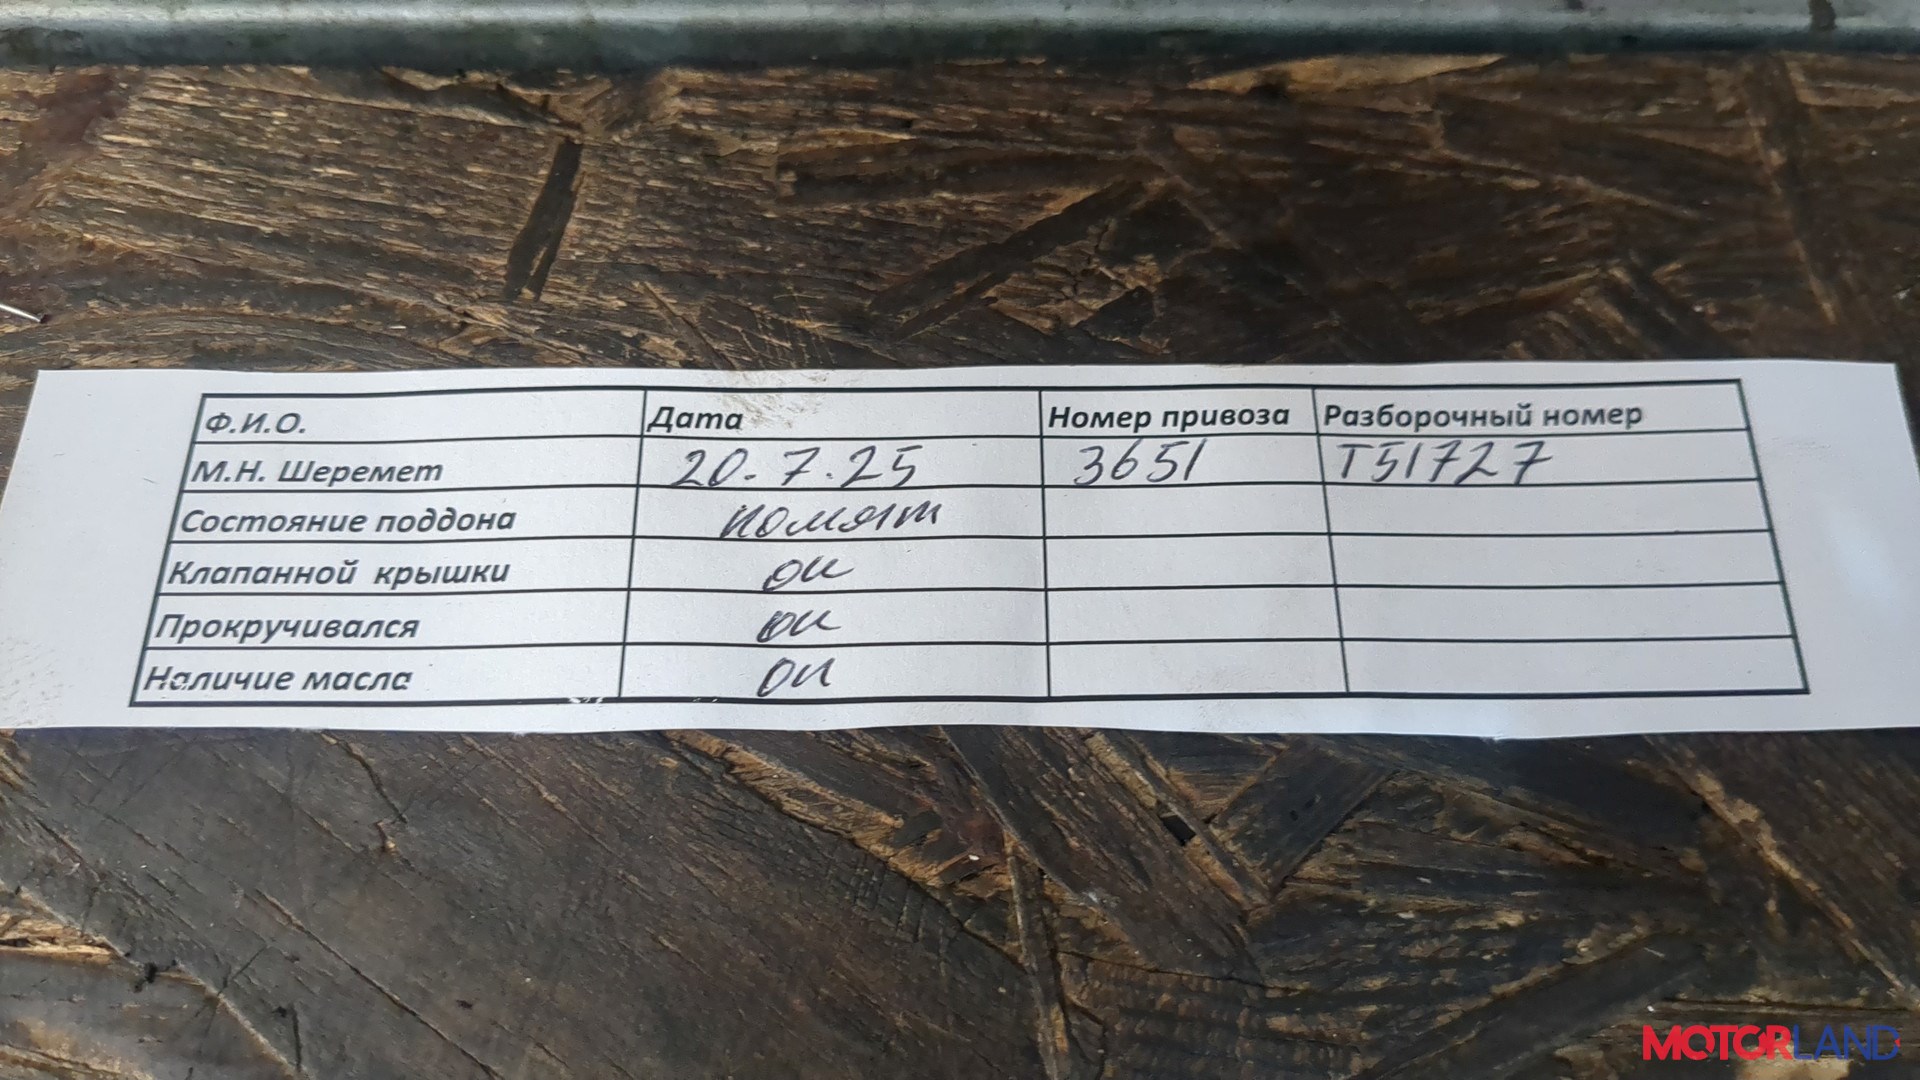 Ф.И.О. Дата Номер привоза Разборочный номер
М.Н. Шеремет 20.7.25 3651 Т51727
Состояние поддона помят
Клапанной крышки ок
Прокручивался ок
Наличие масла ок
MOTORLAND